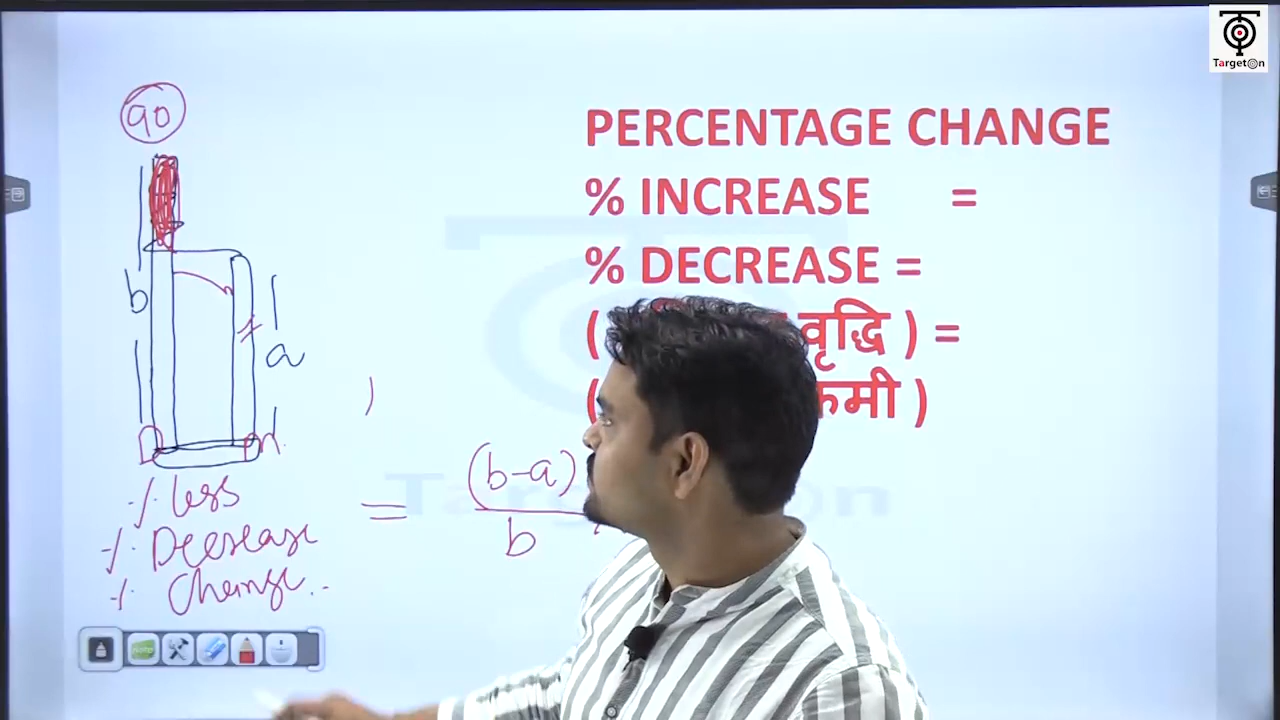 TargetOn
90
PERCENTAGE CHANGE
% INCREASE =
% DECREASE =
( वृद्धि ) =
( कमी )
b
a
% Less
% Decrease
% Change
= (b-a)
b